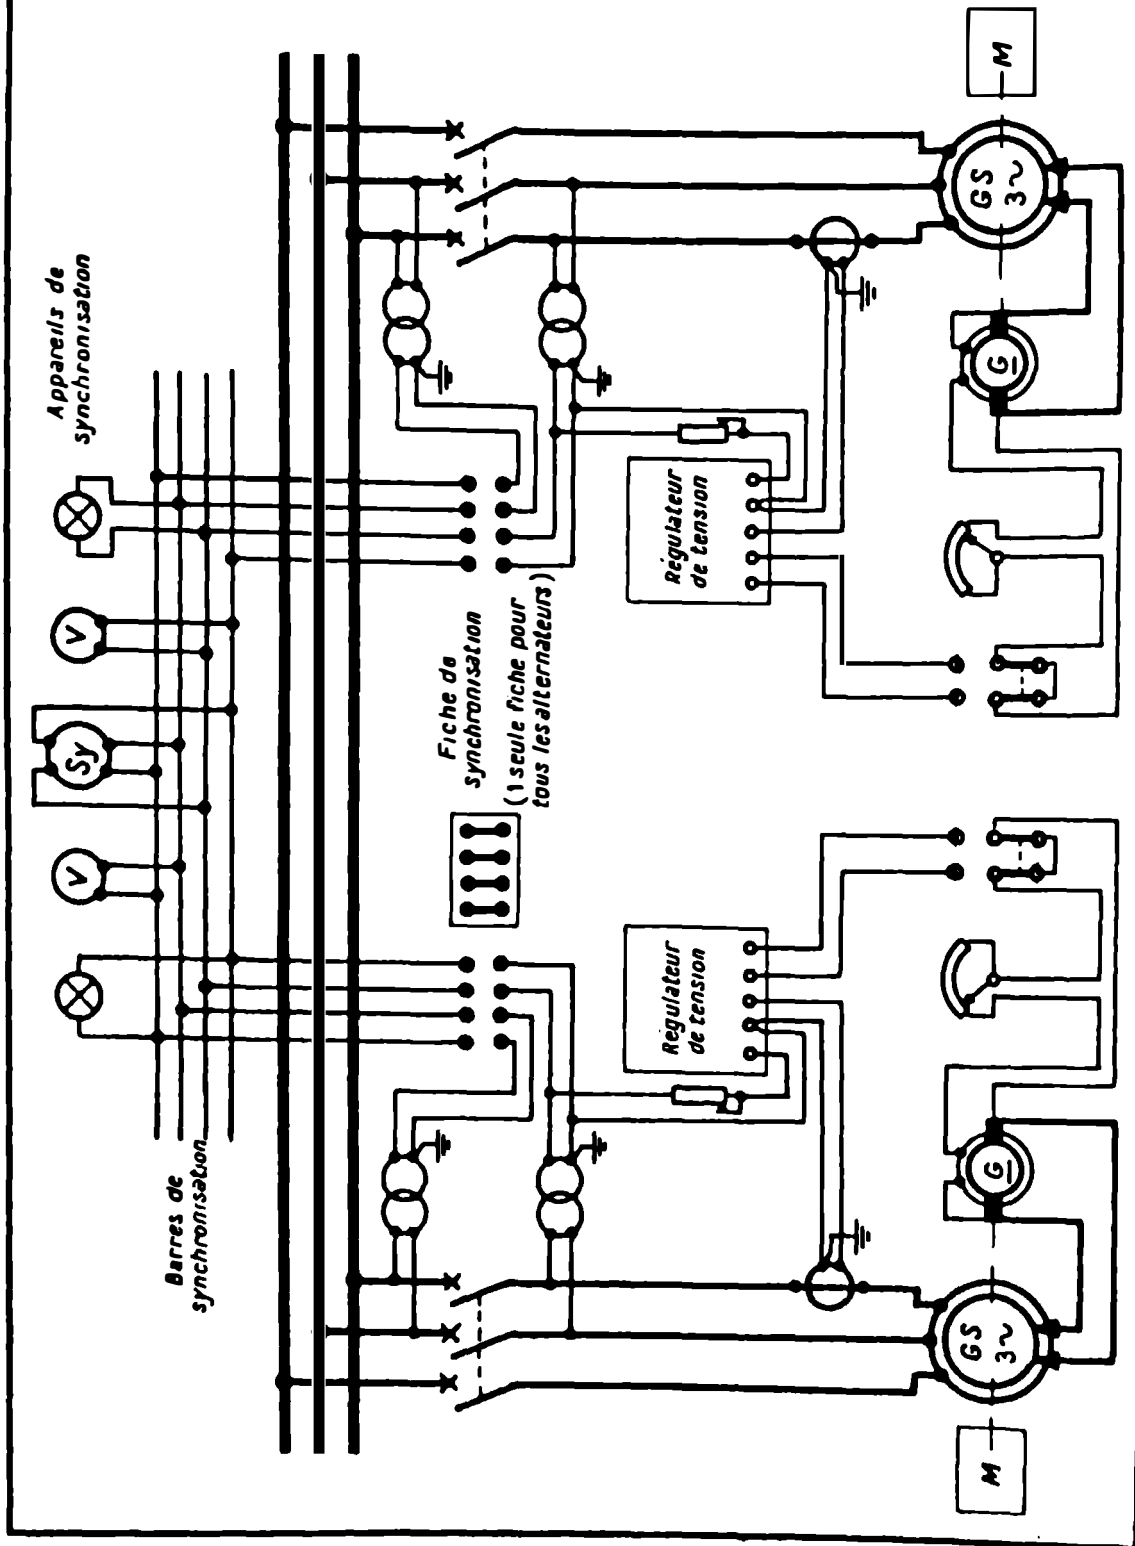 Appareils de
synchronisation
V
Sy
V
Barres de
synchronisation
Fiche de
synchronisation
(1 seule fiche pour
tous les alternateurs)
Régulateur
de tension
Régulateur
de tension
M
GS
3~
G
G
GS
3~
M